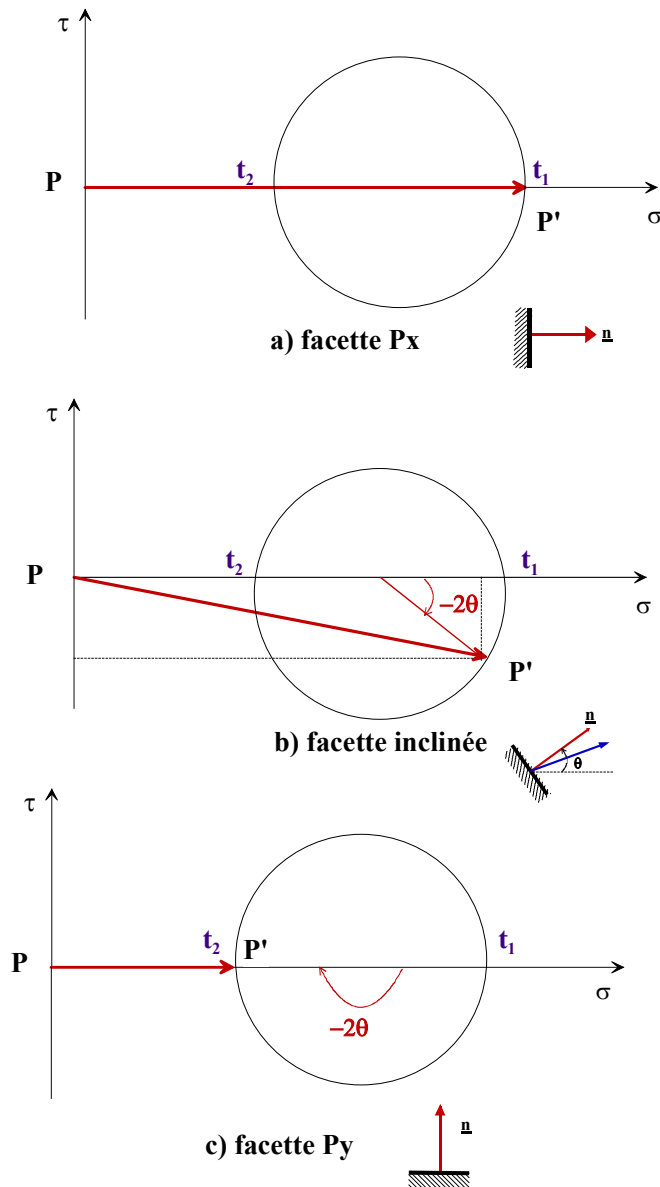 τ
P
t₂
t₁
P'
σ
a) facette Px
n
τ
P
t₂
t₁
−2θ
σ
P'
b) facette inclinée
n
θ
τ
t₂
P'
t₁
P
σ
−2θ
c) facette Py
n